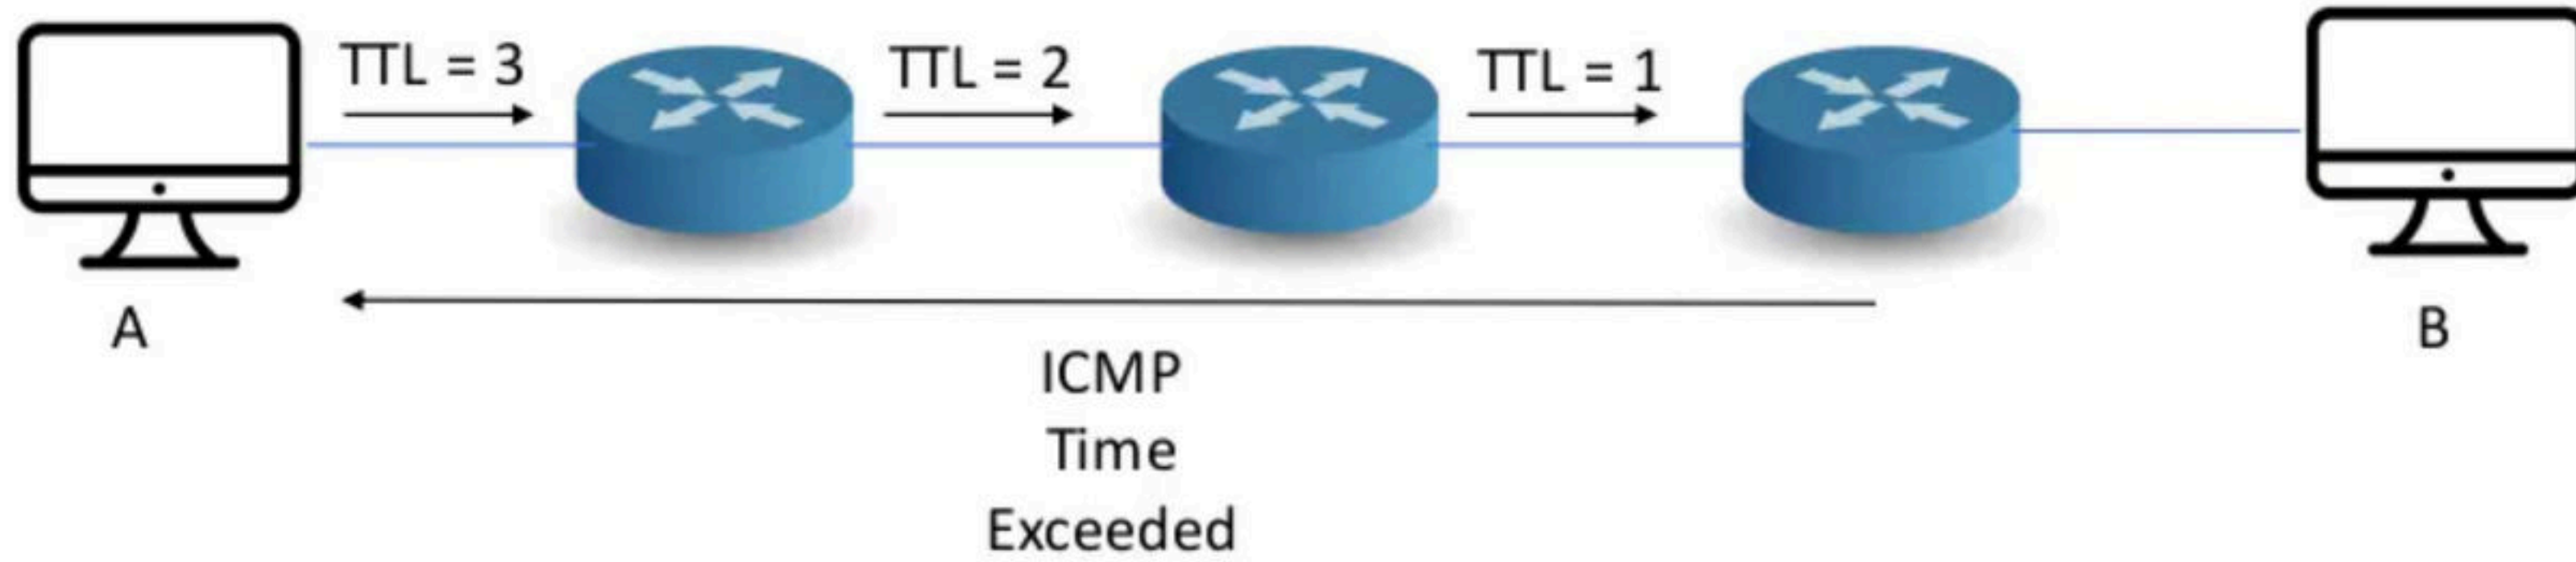 TTL = 3
TTL = 2
TTL = 1
A
B
ICMP
Time
Exceeded